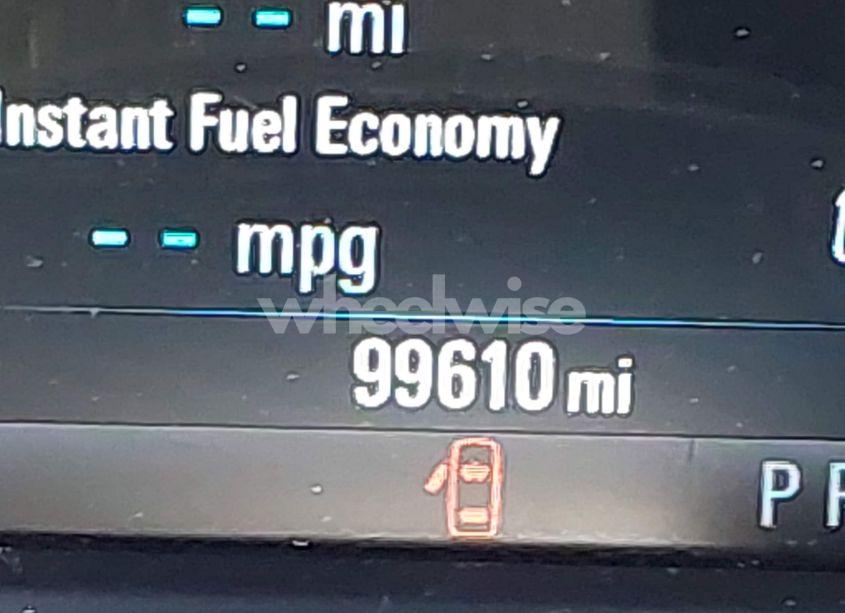 -- mi
Instant Fuel Economy
-- mpg
wheelwise
99610 mi
P R